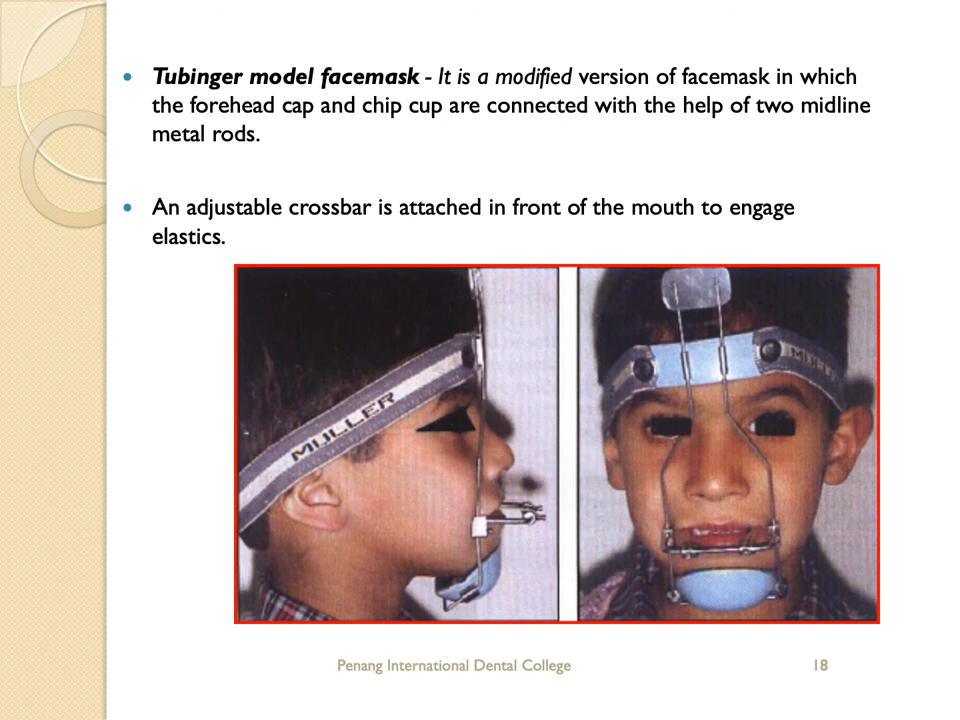 Tubinger model facemask - It is a modified version of facemask in which
the forehead cap and chip cup are connected with the help of two midline
metal rods.
An adjustable crossbar is attached in front of the mouth to engage
elastics.
MULLER
MULLER
Penang International Dental College
18